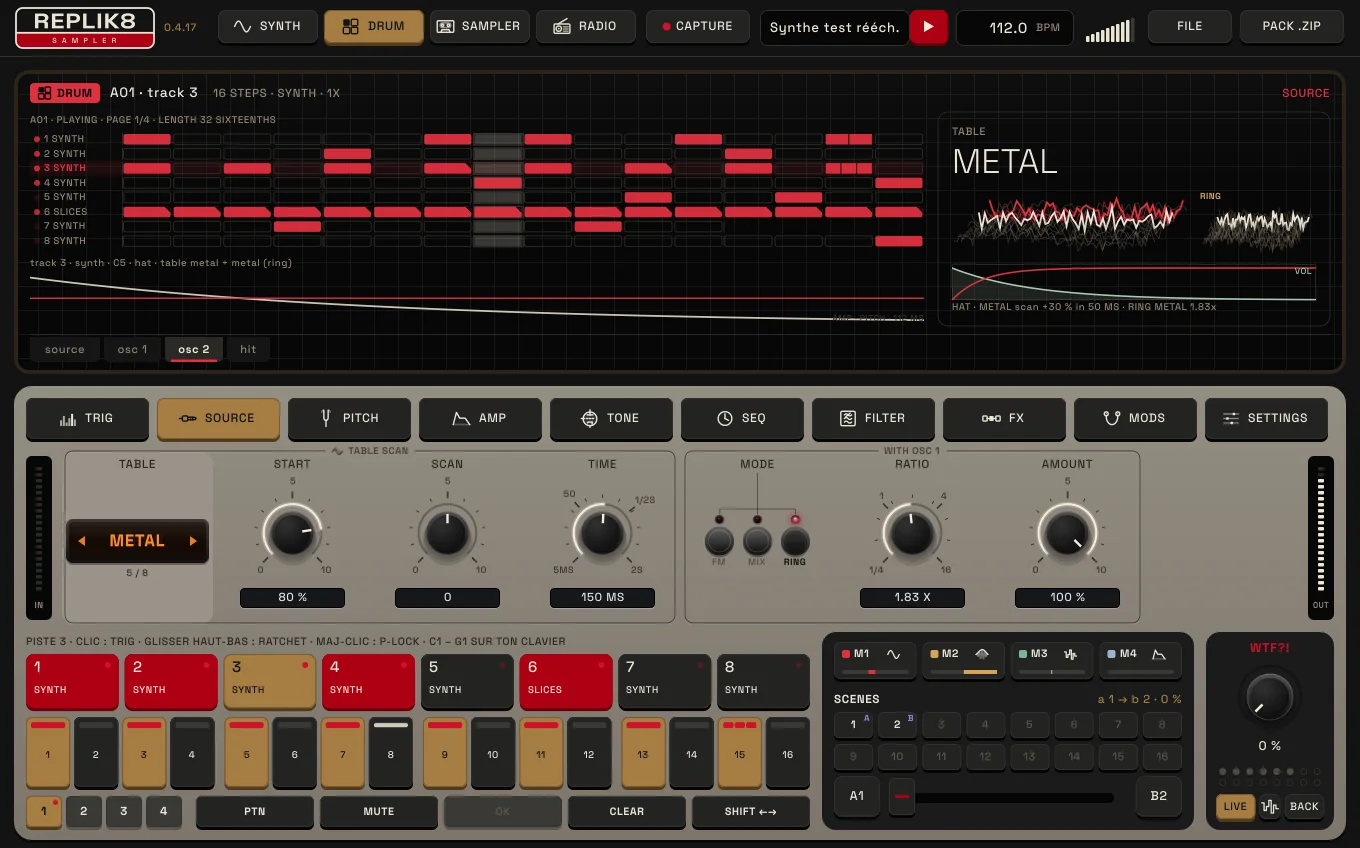 REPLIK8
SAMPLER
0.4.17
SYNTH
DRUM
SAMPLER
RADIO
CAPTURE
Synthe test réech.
112.0 BPM
FILE
PACK .ZIP
DRUM
A01 · track 3
16 STEPS · SYNTH · 1X
SOURCE
A01 · PLAYING · PAGE 1/4 · LENGTH 32 SIXTEENTHS
1 SYNTH
2 SYNTH
3 SYNTH
4 SYNTH
5 SYNTH
6 SLICES
7 SYNTH
8 SYNTH
TABLE
METAL
RING
VOL
HAT · METAL scan +30 % in 50 MS · RING METAL 1.83x
track 3 · synth · C5 · hat · table metal + metal (ring)
source
osc 1
osc 2
hit
TRIG
SOURCE
PITCH
AMP
TONE
SEQ
FILTER
FX
MODS
SETTINGS
IN
TABLE SCAN
TABLE
METAL
5 / 8
START
5
0
10
80 %
SCAN
5
0
10
0
TIME
50
1/2S
5MS
2S
150 MS
WITH OSC 1
MODE
FM
MIX
RING
RATIO
1
4
1/4
16
1.83 X
AMOUNT
5
0
10
100 %
OUT
PISTE 3 · CLIC : TRIG · GLISSER HAUT-BAS : RATCHET · MAJ-CLIC : P-LOCK · C1 – G1 SUR TON CLAVIER
1
SYNTH
2
SYNTH
3
SYNTH
4
SYNTH
5
SYNTH
6
SLICES
7
SYNTH
8
SYNTH
1
2
3
4
5
6
7
8
9
10
11
12
13
14
15
16
1
2
3
4
PTN
MUTE
OK
CLEAR
SHIFT ←→
M1
M2
M3
M4
SCENES
a 1 → b 2 · 0 %
1 A
2 B
3
4
5
6
7
8
9
10
11
12
13
14
15
16
A1
B2
WTF?!
0 %
LIVE
BACK